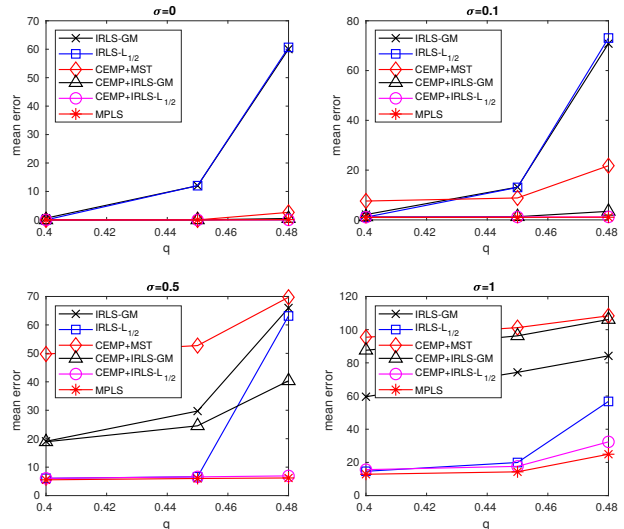 σ=0
70
60
50
40
30
20
10
0
mean error
0.4
0.42
0.44
0.46
0.48
q
IRLS-GM
IRLS-L1/2
CEMP+MST
CEMP+IRLS-GM
CEMP+IRLS-L1/2
MPLS
σ=0.1
80
60
40
20
0
mean error
0.4
0.42
0.44
0.46
0.48
q
IRLS-GM
IRLS-L1/2
CEMP+MST
CEMP+IRLS-GM
CEMP+IRLS-L1/2
MPLS
σ=0.5
70
60
50
40
30
20
10
0
mean error
0.4
0.42
0.44
0.46
0.48
q
IRLS-GM
IRLS-L1/2
CEMP+MST
CEMP+IRLS-GM
CEMP+IRLS-L1/2
MPLS
σ=1
120
100
80
60
40
20
0
mean error
0.4
0.42
0.44
0.46
0.48
q
IRLS-GM
IRLS-L1/2
CEMP+MST
CEMP+IRLS-GM
CEMP+IRLS-L1/2
MPLS